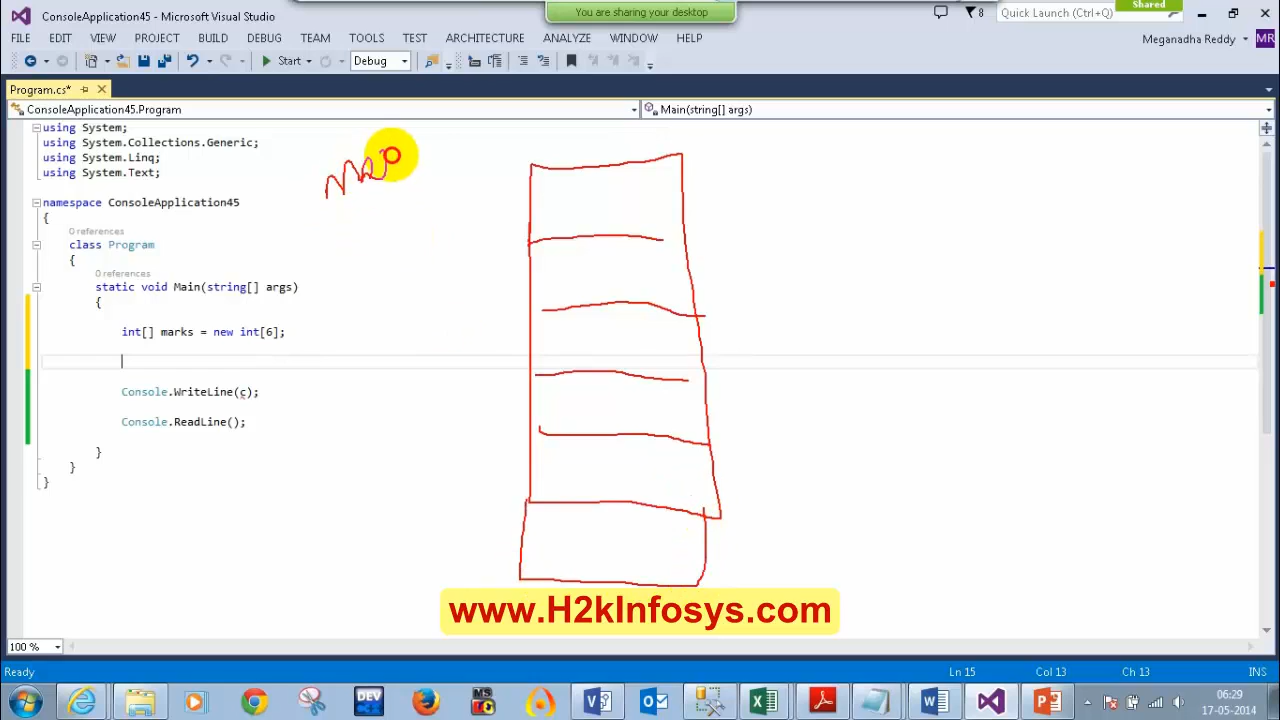 ConsoleApplication45 - Microsoft Visual Studio
You are sharing your desktop
8
Quick Launch (Ctrl+Q)
Shared
FILE EDIT VIEW PROJECT BUILD DEBUG TEAM TOOLS TEST ARCHITECTURE ANALYZE WINDOW HELP
Meganadha Reddy MR
Start Debug
Program.cs*
ConsoleApplication45.Program Main(string[] args)
using System;
using System.Collections.Generic;
using System.Linq;
using System.Text;
namespace ConsoleApplication45
{
0 references
class Program
{
0 references
static void Main(string[] args)
{
int[] marks = new int[6];
Console.WriteLine(c);
Console.ReadLine();
}
}
}
www.H2kInfosys.com
100 %
Ready Ln 15 Col 13 Ch 13 INS
DEV
MS
06:29
17-05-2014